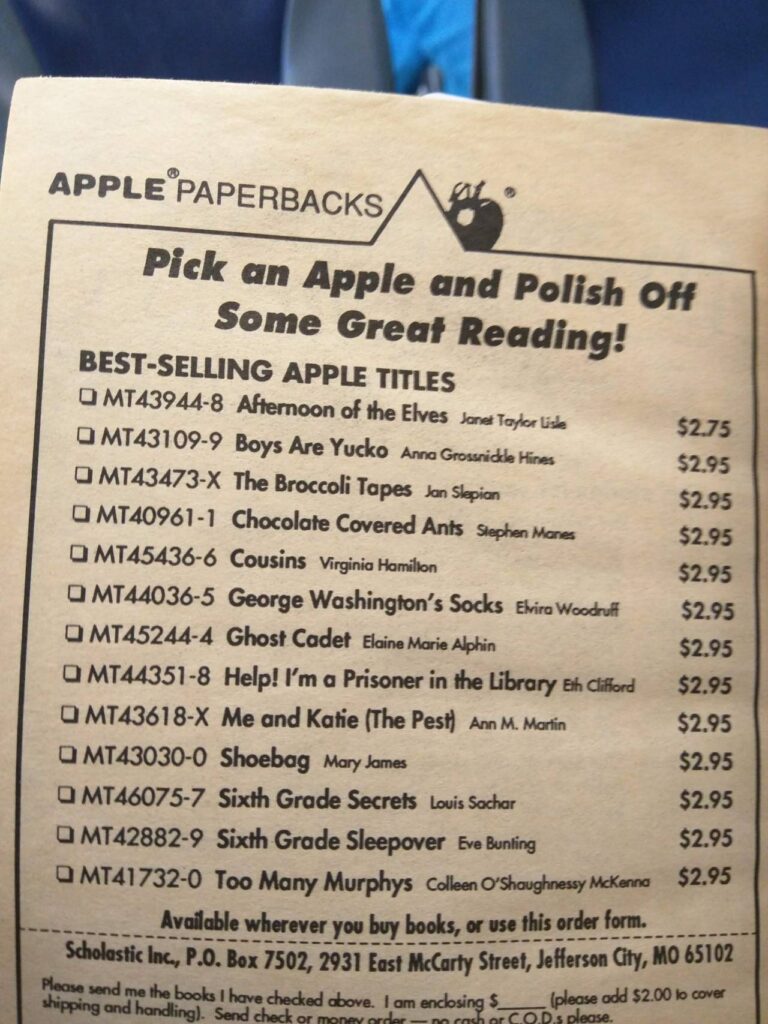 APPLE® PAPERBACKS ®
Pick an Apple and Polish Off
Some Great Reading!
BEST-SELLING APPLE TITLES
❏ MT43944-8 Afternoon of the Elves Janet Taylor Lisle $2.75
❏ MT43109-9 Boys Are Yucko Anna Grossnickle Hines $2.95
❏ MT43473-X The Broccoli Tapes Jan Slepian $2.95
❏ MT40961-1 Chocolate Covered Ants Stephen Manes $2.95
❏ MT45436-6 Cousins Virginia Hamilton $2.95
❏ MT44036-5 George Washington's Socks Elvira Woodruff $2.95
❏ MT45244-4 Ghost Cadet Elaine Marie Alphin $2.95
❏ MT44351-8 Help! I'm a Prisoner in the Library Eth Clifford $2.95
❏ MT43618-X Me and Katie (The Pest) Ann M. Martin $2.95
❏ MT43030-0 Shoebag Mary James $2.95
❏ MT46075-7 Sixth Grade Secrets Louis Sachar $2.95
❏ MT42882-9 Sixth Grade Sleepover Eve Bunting $2.95
❏ MT41732-0 Too Many Murphys Colleen O'Shaughnessy McKenna $2.95
Available wherever you buy books, or use this order form.
Scholastic Inc., P.O. Box 7502, 2931 East McCarty Street, Jefferson City, MO 65102
Please send me the books I have checked above. I am enclosing $_____ (please add $2.00 to cover
shipping and handling). Send check or money order — no cash or C.O.D.s please.